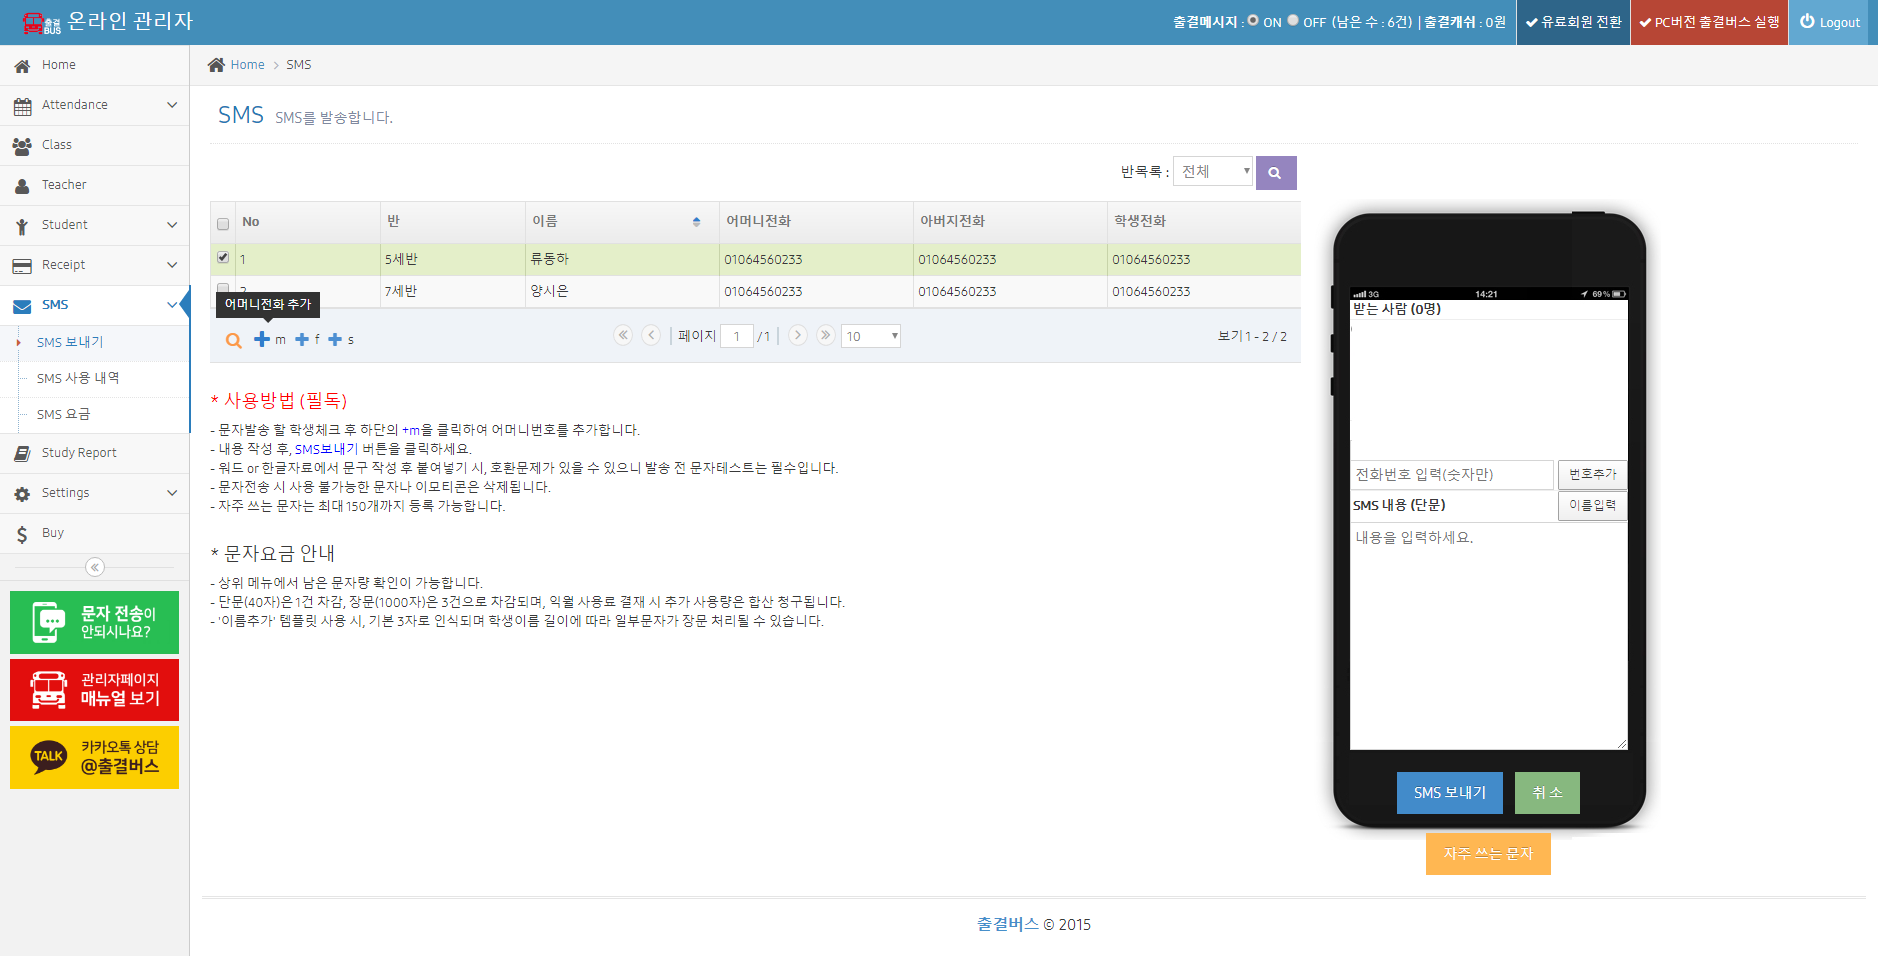 출결
BUS
온라인 관리자
출결메시지 : ON OFF (남은 수 : 6건) | 출결캐쉬 : 0원
유료회원 전환
PC버전 출결버스 실행
Logout
Home
Attendance
Class
Teacher
Student
Receipt
SMS
SMS 보내기
SMS 사용 내역
SMS 요금
Study Report
Settings
Buy
문자 전송이
안되시나요?
관리자페이지
매뉴얼 보기
TALK
카카오톡 상담
@출결버스
Home > SMS
SMS SMS를 발송합니다.
반목록 : 전체
No 반 이름 어머니전화 아버지전화 학생전화
1 5세반 류동하 01064560233 01064560233 01064560233
7세반 양시은 01064560233 01064560233 01064560233
어머니전화 추가
m f s
페이지 1 / 1 10
보기 1 - 2 / 2
* 사용방법 (필독)
- 문자발송 할 학생체크 후 하단의 +m을 클릭하여 어머니번호를 추가합니다.
- 내용 작성 후, SMS보내기 버튼을 클릭하세요.
- 워드 or 한글자료에서 문구 작성 후 붙여넣기 시, 호환문제가 있을 수 있으니 발송 전 문자테스트는 필수입니다.
- 문자전송 시 사용 불가능한 문자나 이모티콘은 삭제됩니다.
- 자주 쓰는 문자는 최대 150개까지 등록 가능합니다.
* 문자요금 안내
- 상위 메뉴에서 남은 문자량 확인이 가능합니다.
- 단문(40자)은 1건 차감, 장문(1000자)은 3건으로 차감되며, 익월 사용료 결재 시 추가 사용량은 합산 청구됩니다.
- '이름추가' 템플릿 사용 시, 기본 3자로 인식되며 학생이름 길이에 따라 일부문자가 장문 처리될 수 있습니다.
3G 14:21 69%
받는 사람 (0명)
전화번호 입력(숫자만) 번호추가
SMS 내용 (단문) 이름입력
내용을 입력하세요.
SMS 보내기 취 소
자주 쓰는 문자
출결버스 © 2015